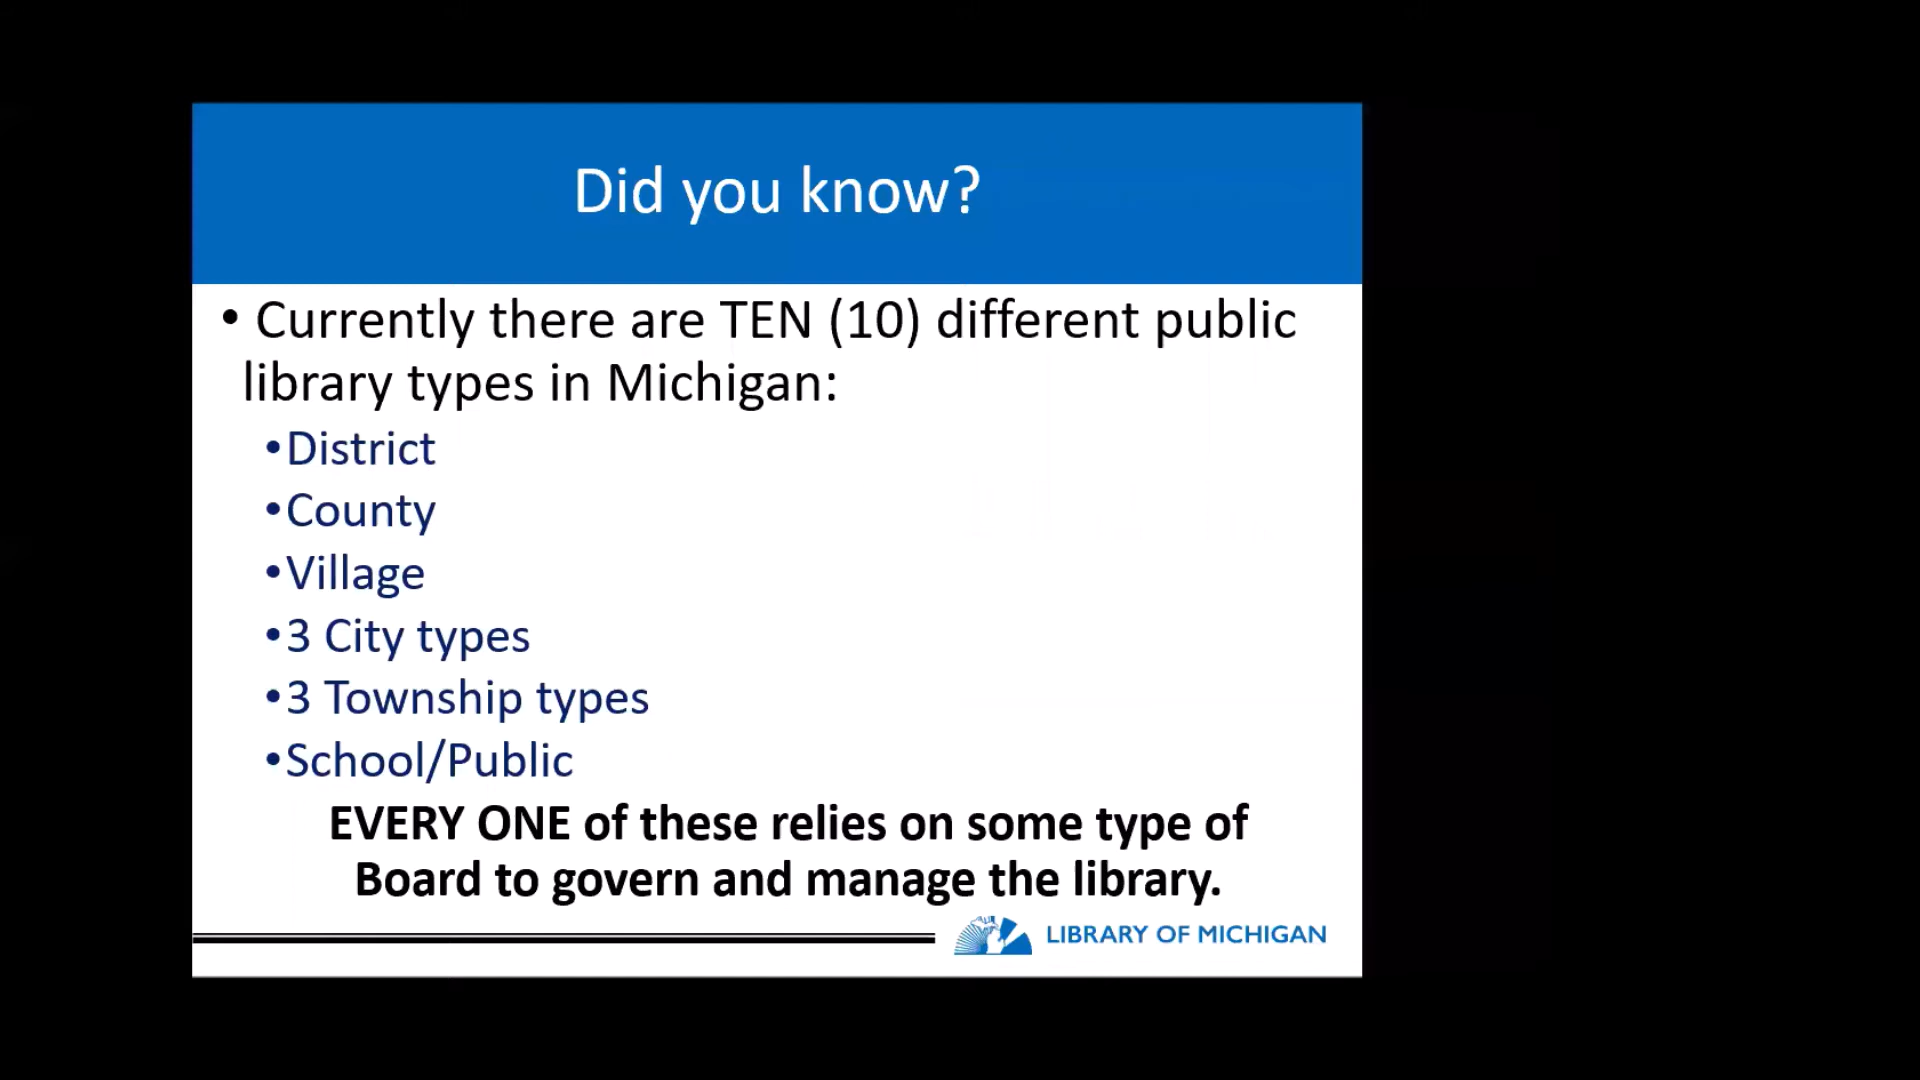 Did you know?
• Currently there are TEN (10) different public
library types in Michigan:
•District
•County
•Village
•3 City types
•3 Township types
•School/Public
EVERY ONE of these relies on some type of
Board to govern and manage the library.
LIBRARY OF MICHIGAN